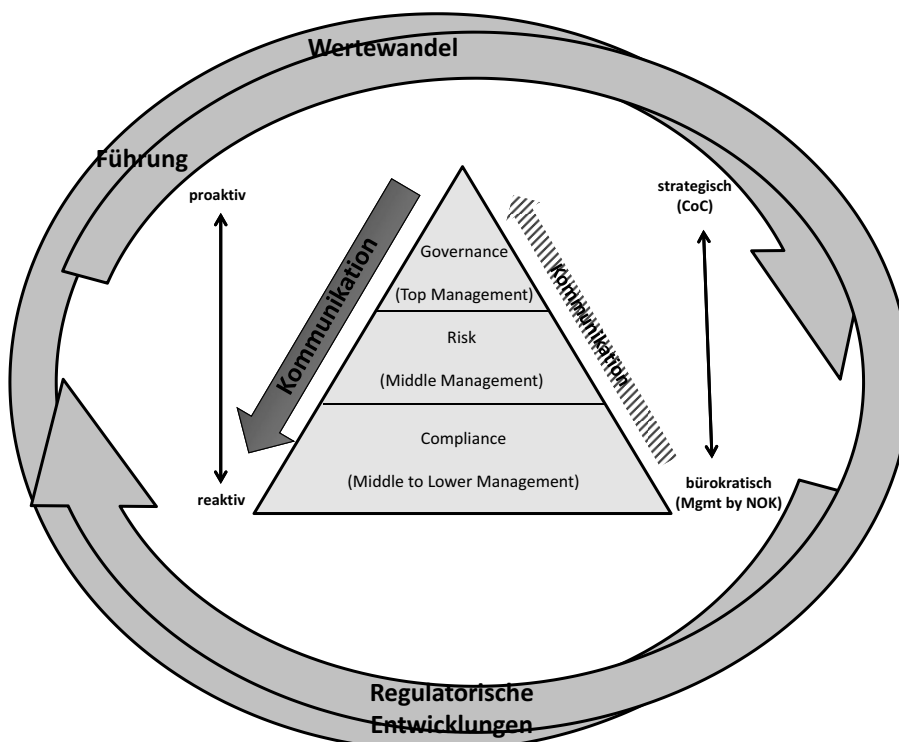 Wertewandel
Führung
proaktiv
reaktiv
Kommunikation
Governance
(Top Management)
Risk
(Middle Management)
Compliance
(Middle to Lower Management)
Kommunikation
strategisch
(CoC)
bürokratisch
(Mgmt by NOK)
Regulatorische
Entwicklungen